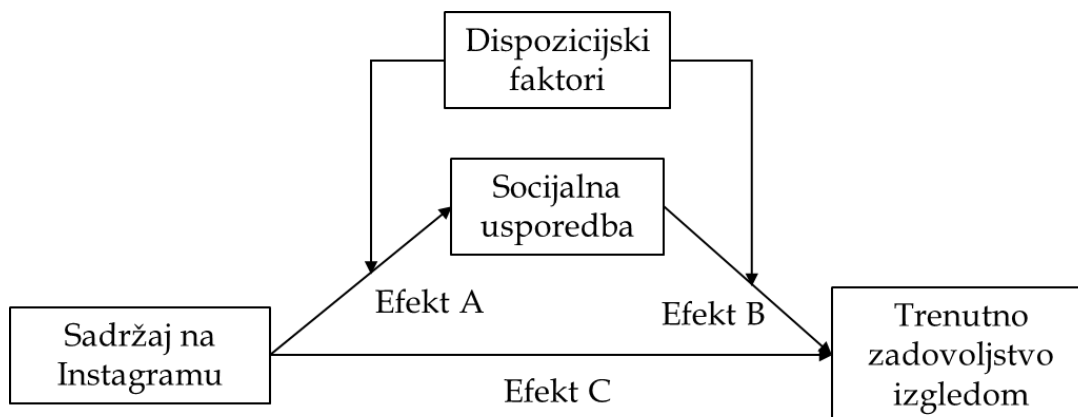 Dispozicijski
faktori
Socijalna
usporedba
Efekt A
Efekt B
Sadržaj na
Instagramu
Trenutno
zadovoljstvo
izgledom
Efekt C